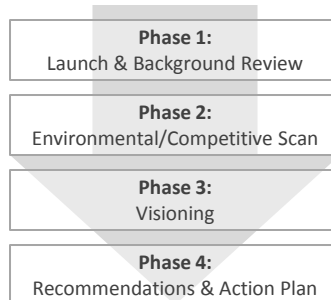 Phase 1:
Launch & Background Review
Phase 2:
Environmental/Competitive Scan
Phase 3:
Visioning
Phase 4:
Recommendations & Action Plan